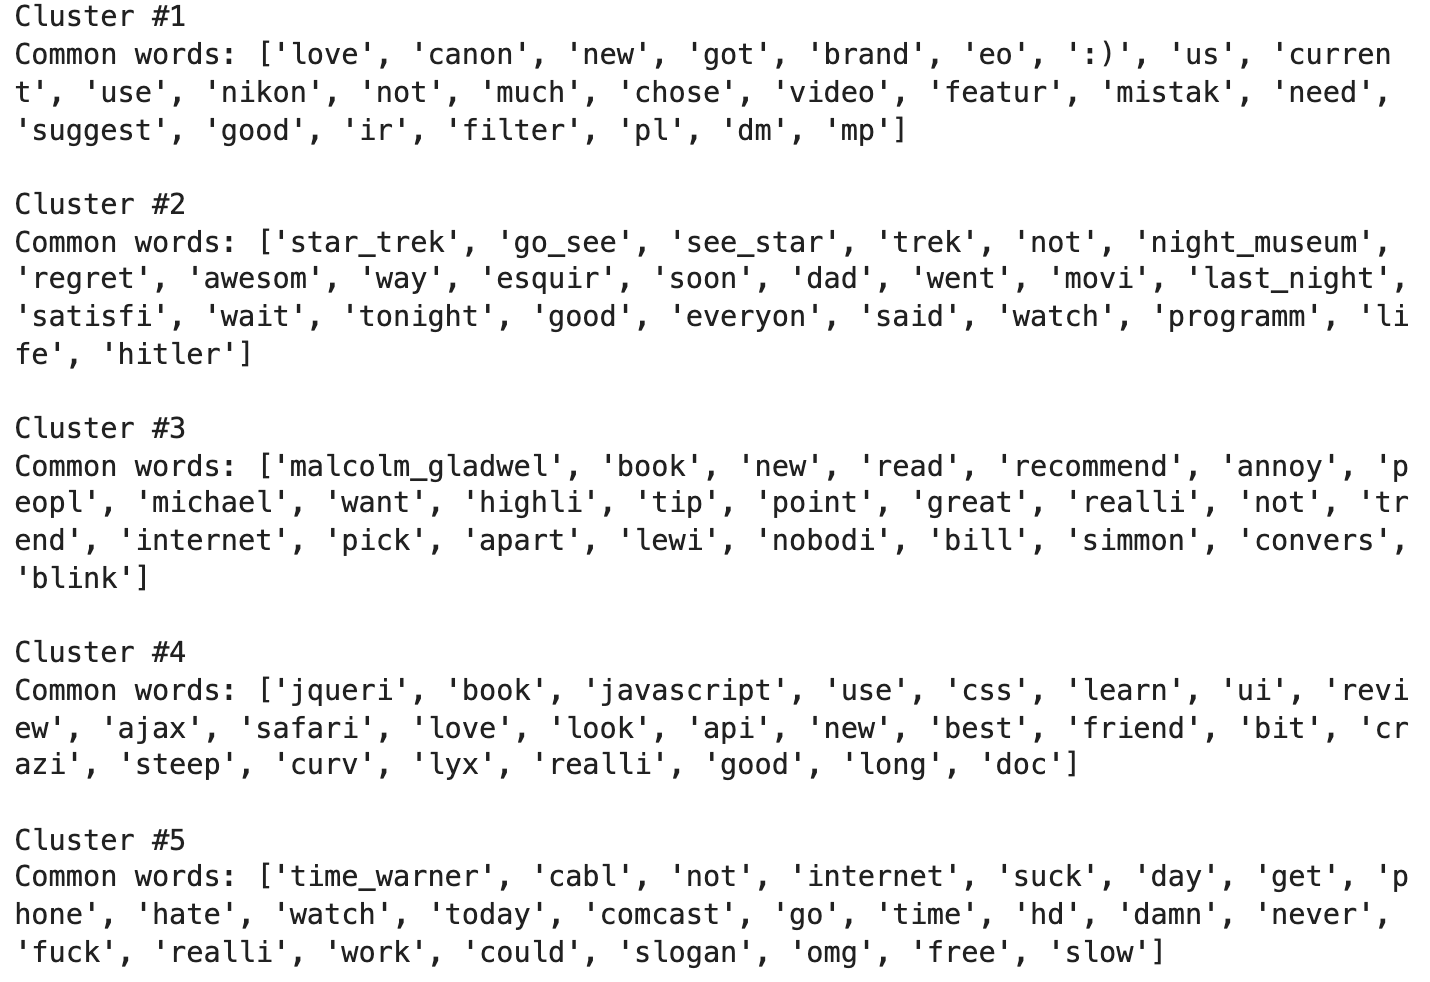 Cluster #1
Common words: ['love', 'canon', 'new', 'got', 'brand', 'eo', ':)', 'us', 'curren
t', 'use', 'nikon', 'not', 'much', 'chose', 'video', 'featur', 'mistak', 'need',
'suggest', 'good', 'ir', 'filter', 'pl', 'dm', 'mp']
Cluster #2
Common words: ['star_trek', 'go_see', 'see_star', 'trek', 'not', 'night_museum',
'regret', 'awesom', 'way', 'esquir', 'soon', 'dad', 'went', 'movi', 'last_night',
'satisfi', 'wait', 'tonight', 'good', 'everyon', 'said', 'watch', 'programm', 'li
fe', 'hitler']
Cluster #3
Common words: ['malcolm_gladwel', 'book', 'new', 'read', 'recommend', 'annoy', 'p
eopl', 'michael', 'want', 'highli', 'tip', 'point', 'great', 'realli', 'not', 'tr
end', 'internet', 'pick', 'apart', 'lewi', 'nobodi', 'bill', 'simmon', 'convers',
'blink']
Cluster #4
Common words: ['jqueri', 'book', 'javascript', 'use', 'css', 'learn', 'ui', 'revi
ew', 'ajax', 'safari', 'love', 'look', 'api', 'new', 'best', 'friend', 'bit', 'cr
azi', 'steep', 'curv', 'lyx', 'realli', 'good', 'long', 'doc']
Cluster #5
Common words: ['time_warner', 'cabl', 'not', 'internet', 'suck', 'day', 'get', 'p
hone', 'hate', 'watch', 'today', 'comcast', 'go', 'time', 'hd', 'damn', 'never',
'fuck', 'realli', 'work', 'could', 'slogan', 'omg', 'free', 'slow']